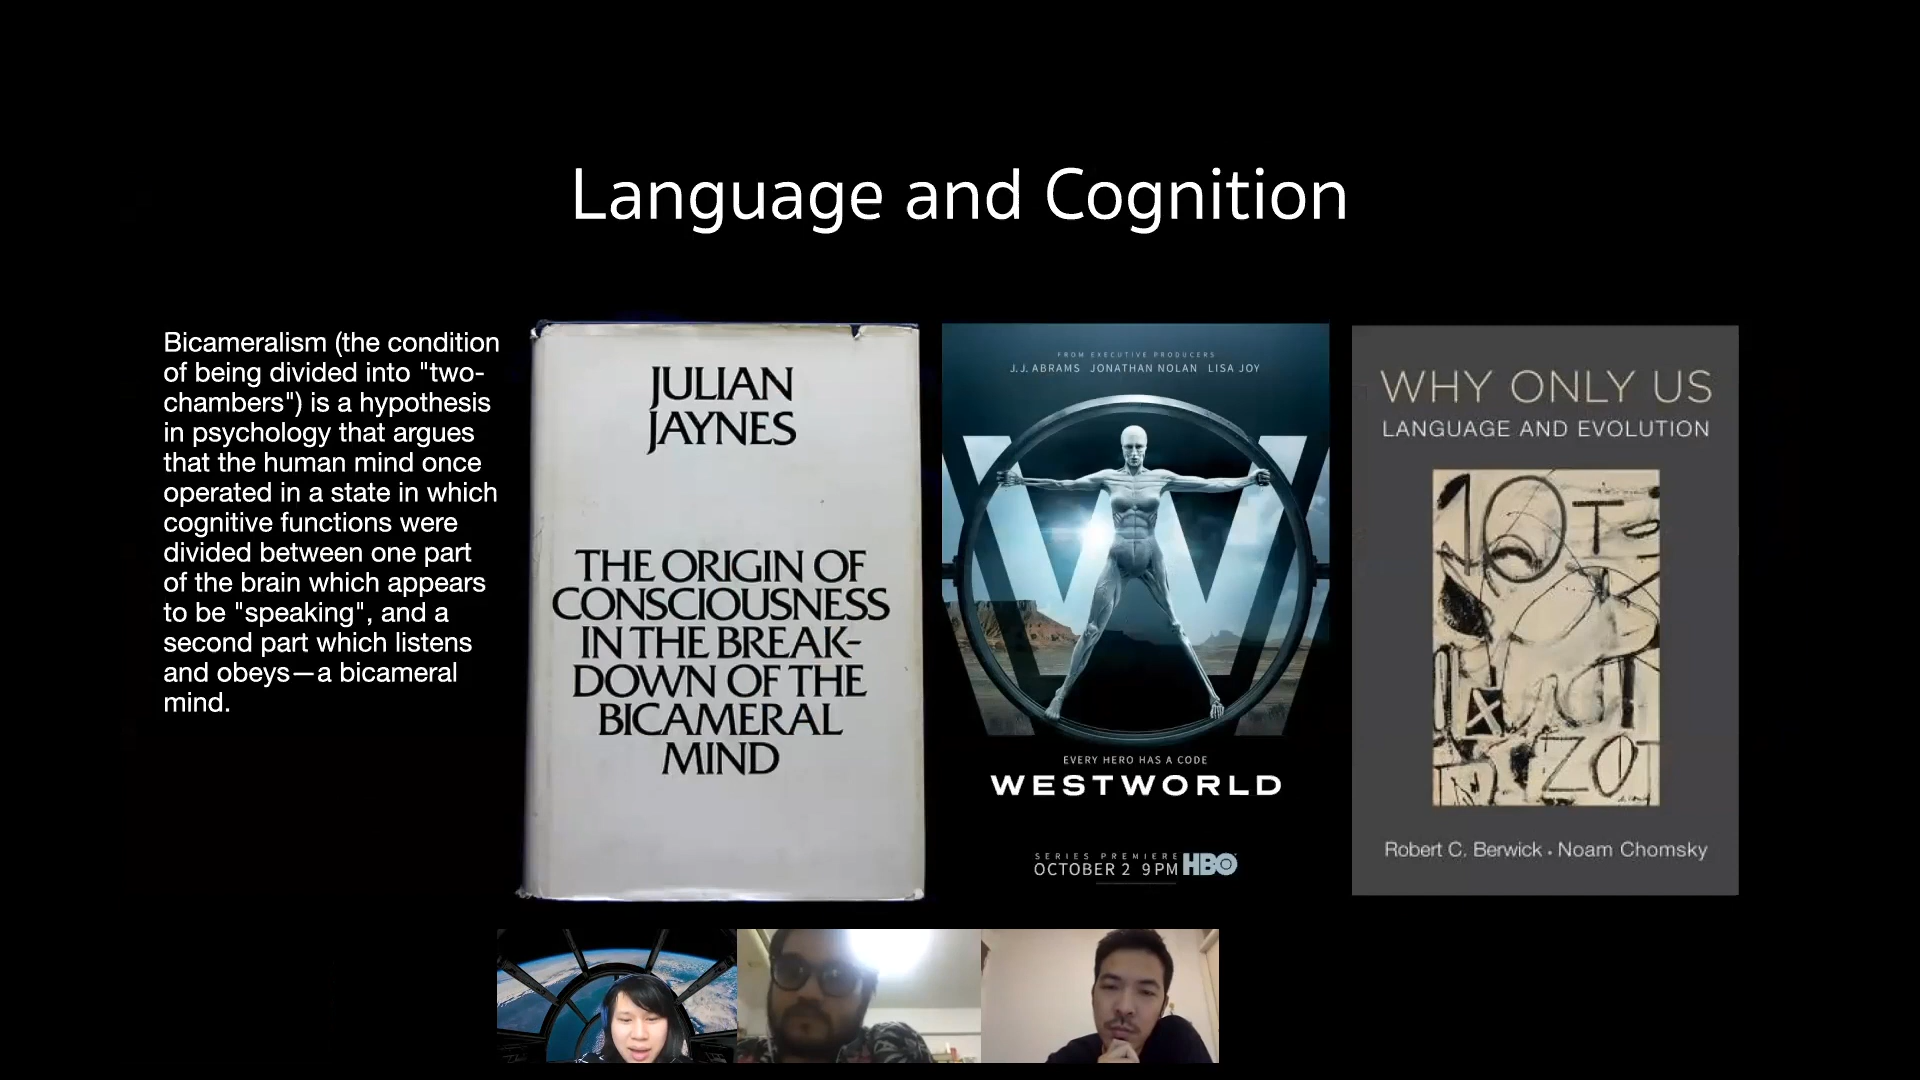 Language and Cognition
Bicameralism (the condition
of being divided into "two-
chambers") is a hypothesis
in psychology that argues
that the human mind once
operated in a state in which
cognitive functions were
divided between one part
of the brain which appears
to be "speaking", and a
second part which listens
and obeys—a bicameral
mind.
JULIAN
JAYNES
THE ORIGIN OF
CONSCIOUSNESS
IN THE BREAK-
DOWN OF THE
BICAMERAL
MIND
FROM EXECUTIVE PRODUCERS
J.J. ABRAMS JONATHAN NOLAN LISA JOY
W
EVERY HERO HAS A CODE
WESTWORLD
SERIES PREMIERE
OCTOBER 2 9PM HBO
WHY ONLY US
LANGUAGE AND EVOLUTION
ZOT
Robert C. Berwick • Noam Chomsky